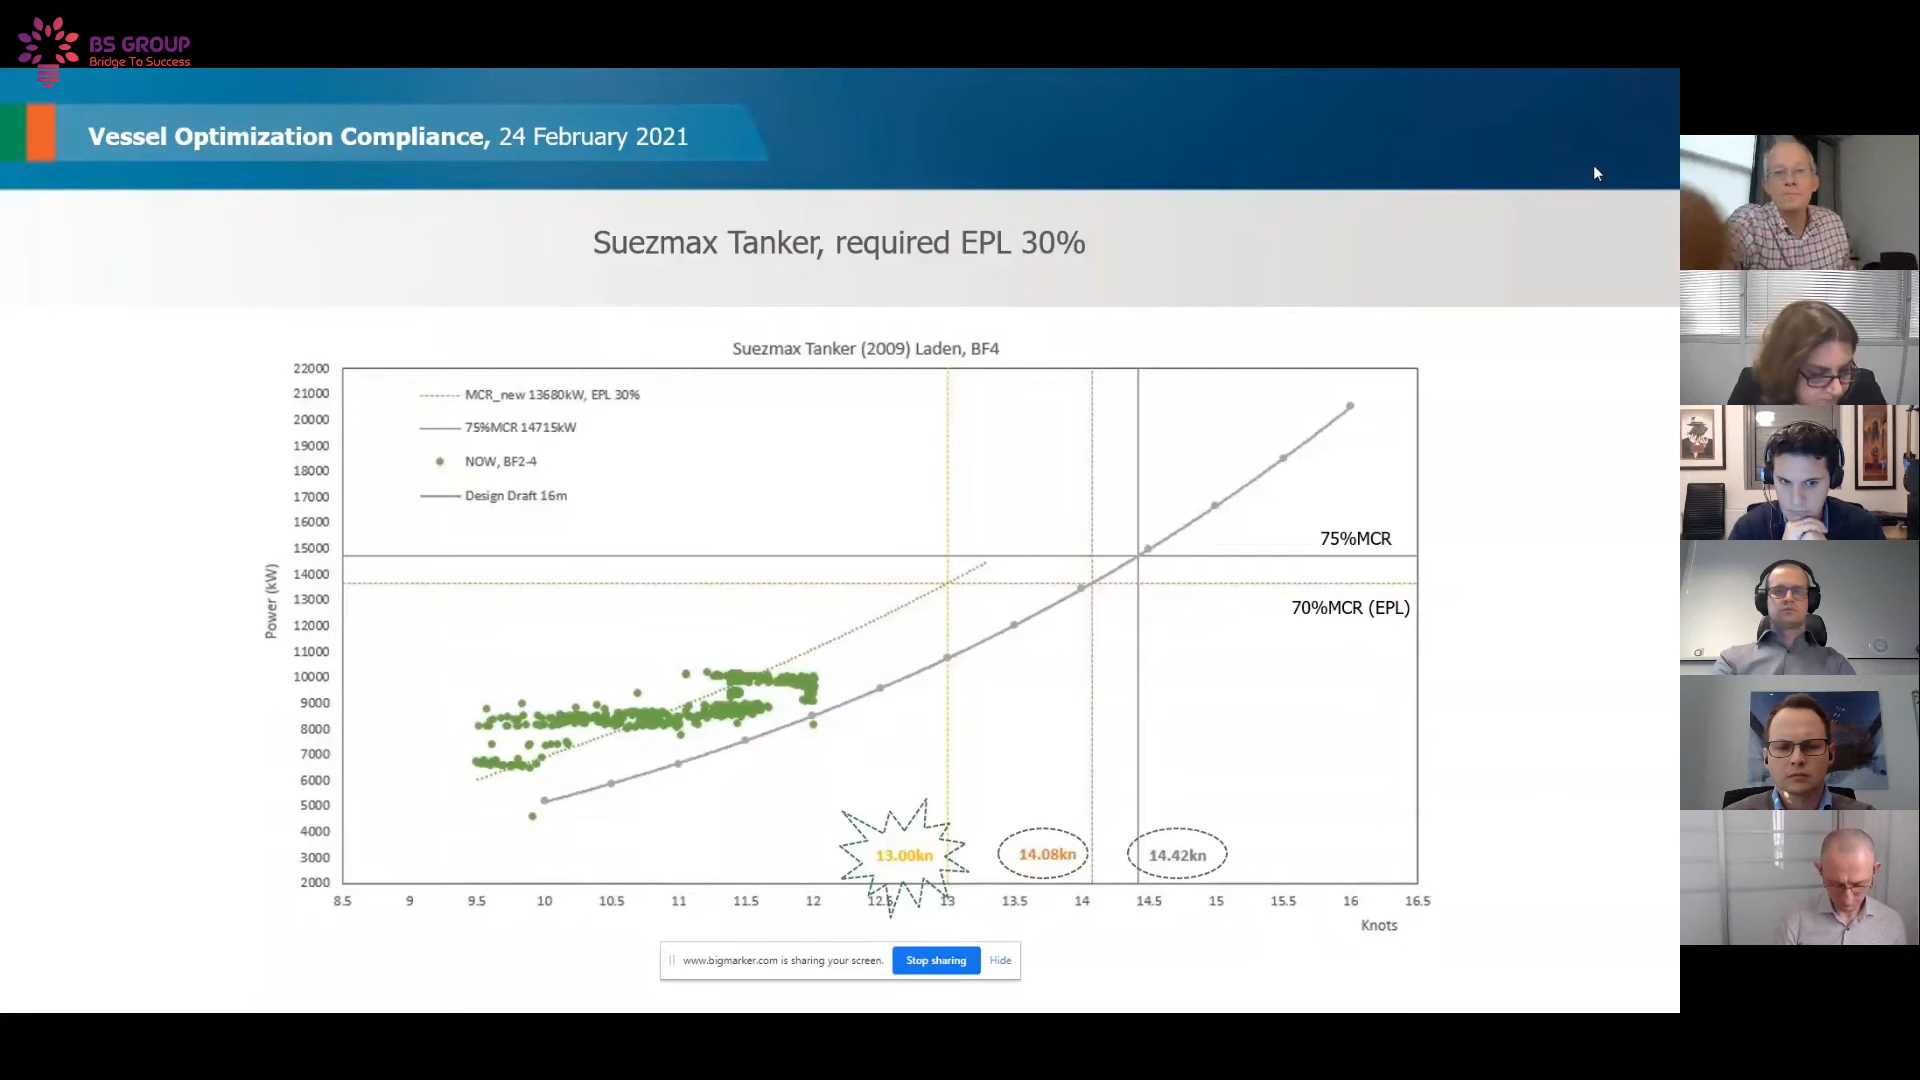 BS GROUP
Bridge To Success
Vessel Optimization Compliance, 24 February 2021
Suezmax Tanker, required EPL 30%
Suezmax Tanker (2009) Laden, BF4
MCR_new 13680kW, EPL 30%
75%MCR 14715kW
NOW, BF2-4
Design Draft 16m
22000
21000
20000
19000
18000
17000
16000
15000
14000
13000
12000
11000
10000
9000
8000
7000
6000
5000
4000
3000
2000
Power (kW)
75%MCR
70%MCR (EPL)
13.00kn
14.08kn
14.42kn
8.5 9 9.5 10 10.5 11 11.5 12 12.5 13 13.5 14 14.5 15 15.5 16 16.5
Knots
www.bigmarker.com is sharing your screen. Stop sharing Hide